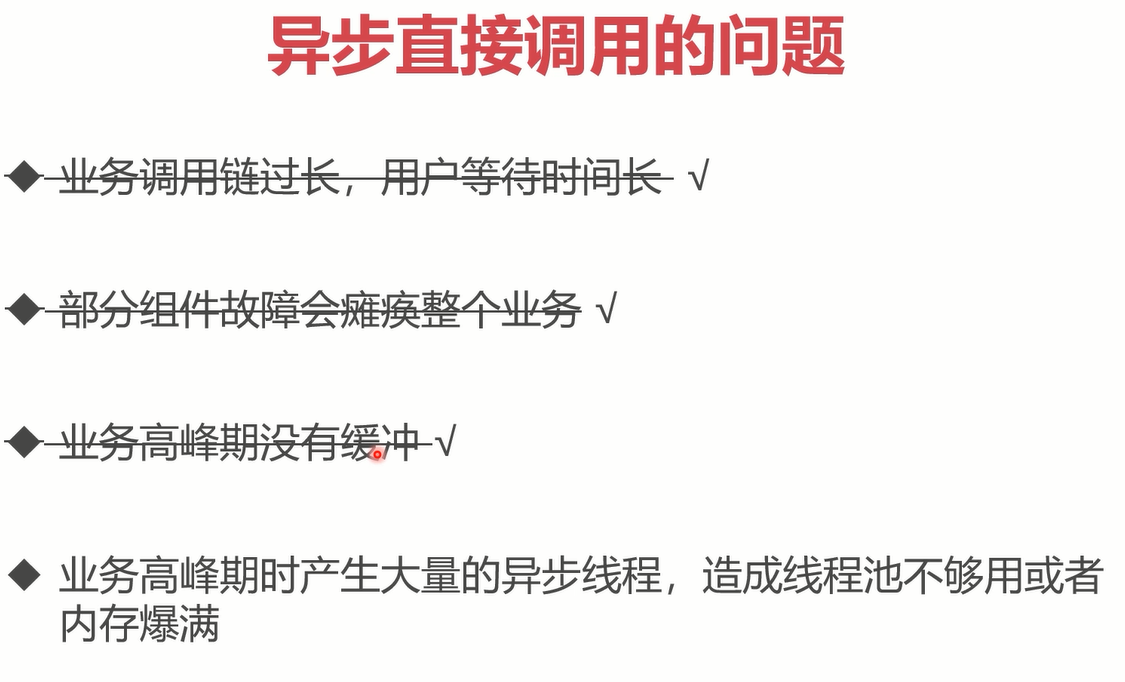 异步直接调用的问题
◆ 业务调用链过长，用户等待时间长 √
◆ 部分组件故障会瘫痪整个业务 √
◆ 业务高峰期没有缓冲 √
◆ 业务高峰期时产生大量的异步线程，造成线程池不够用或者
内存爆满